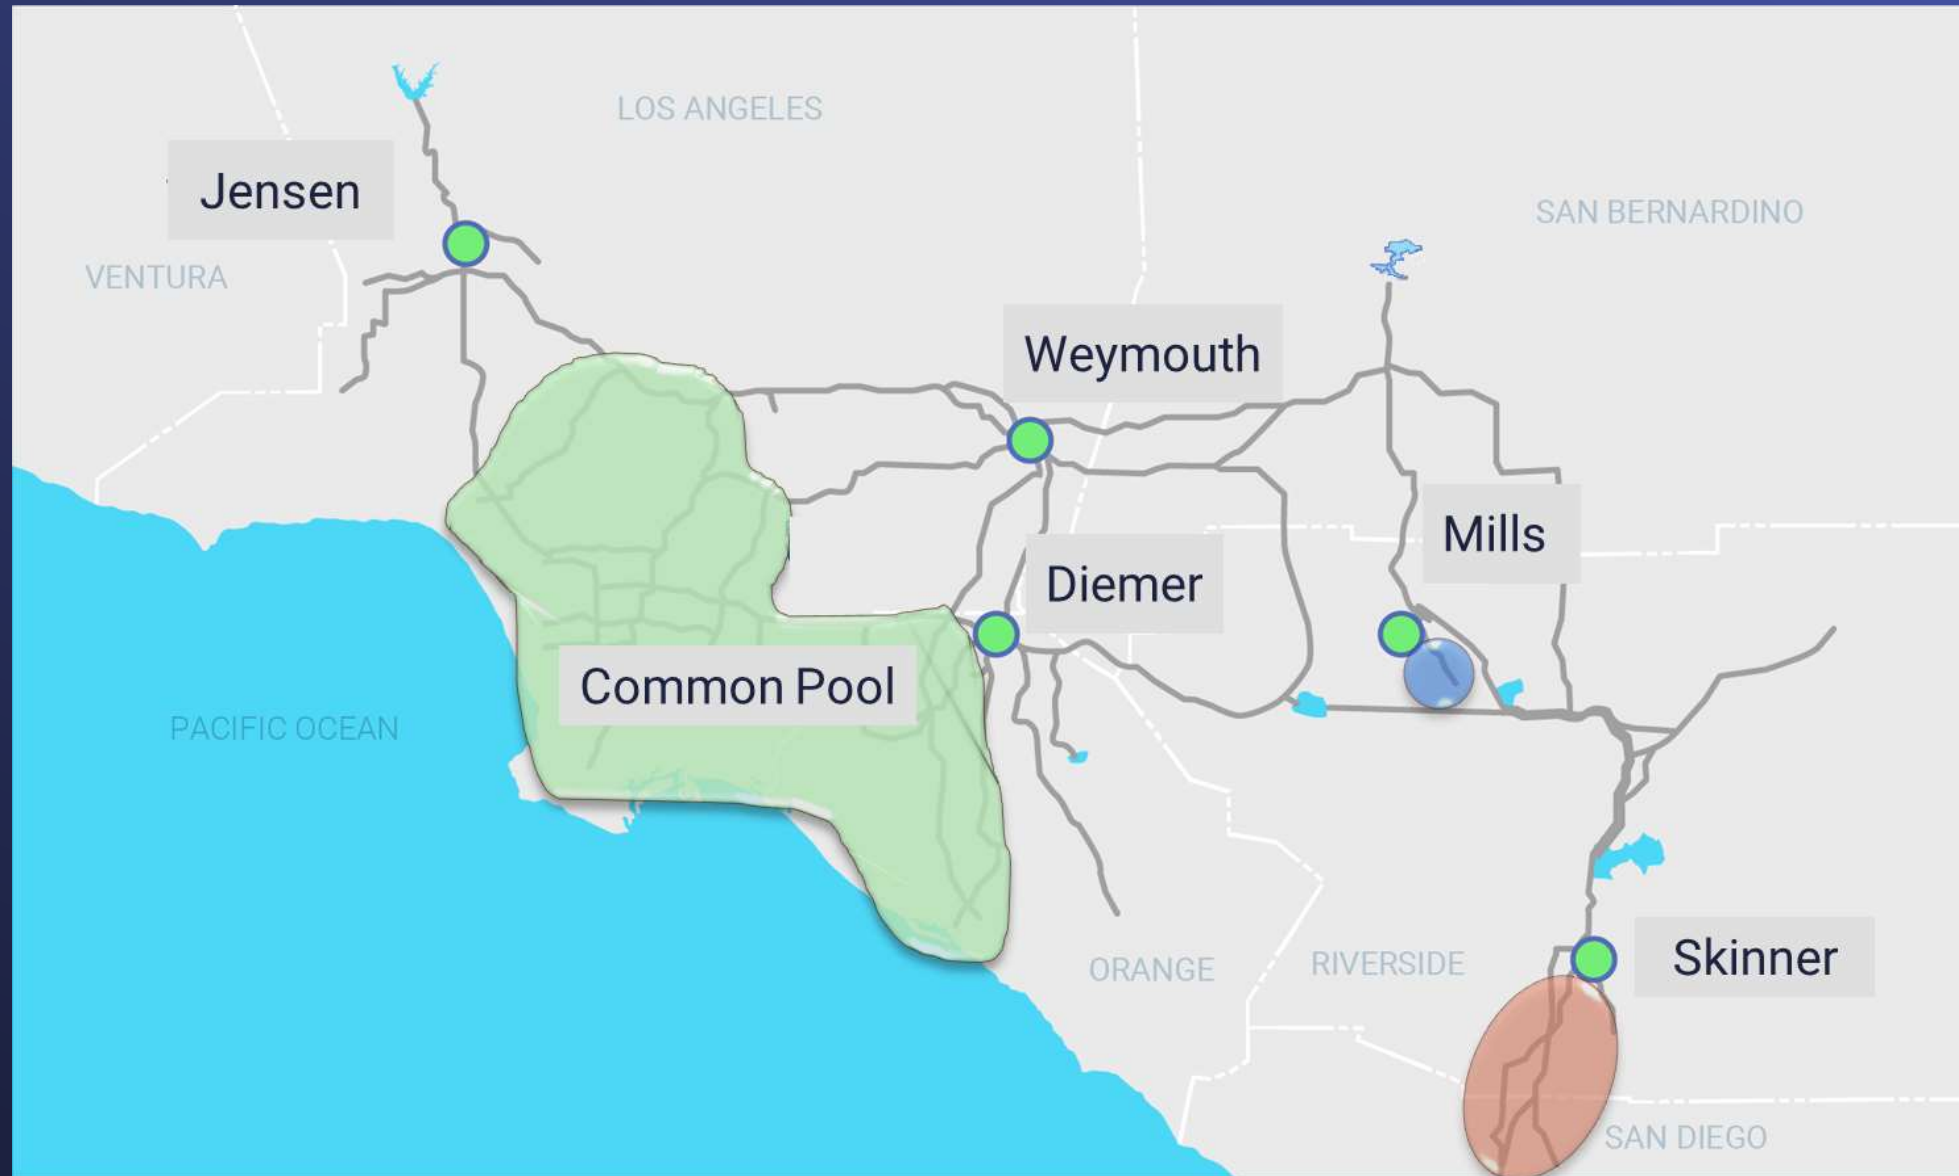 LOS ANGELES
Jensen
SAN BERNARDINO
VENTURA
Weymouth
Mills
Diemer
Common Pool
PACIFIC OCEAN
Skinner
ORANGE
RIVERSIDE
SAN DIEGO